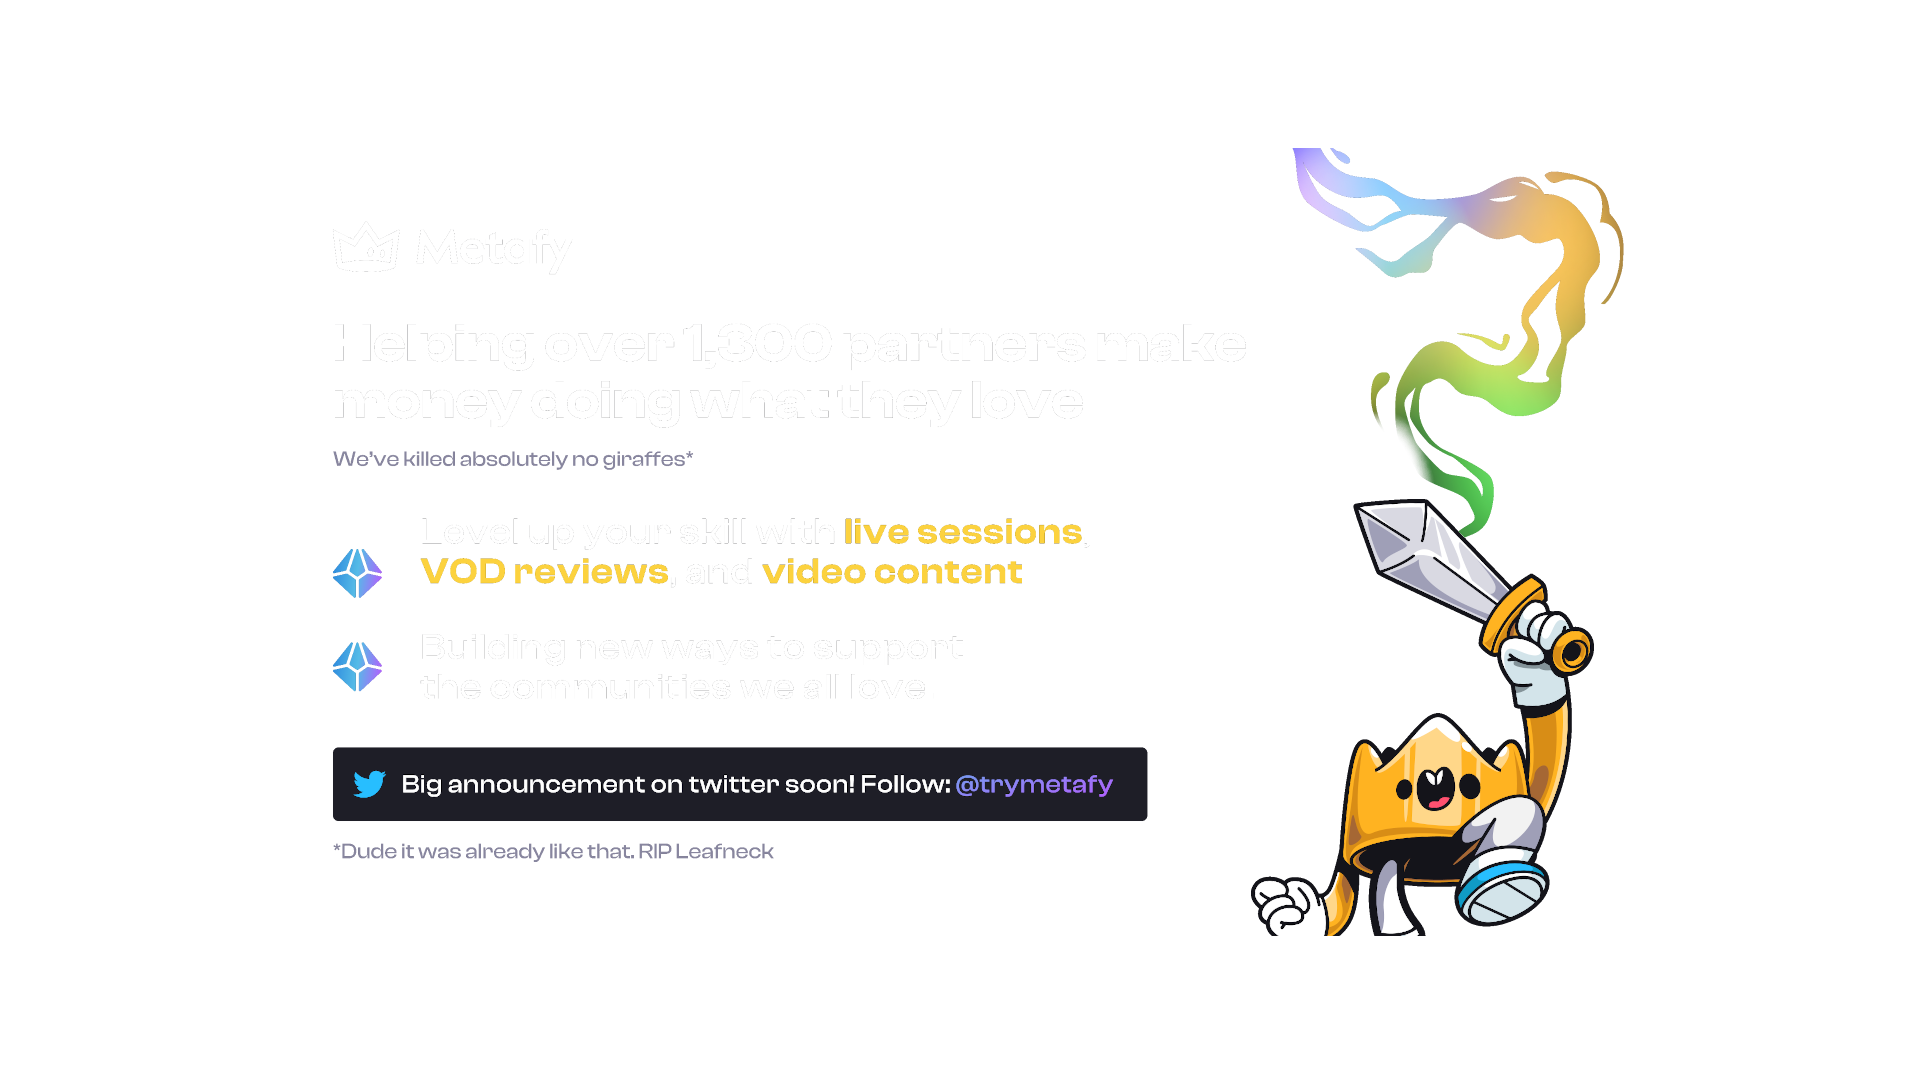 Metafy
Helping over 1,300 partners make
money doing what they love
We've killed absolutely no giraffes*
Level up your skill with live sessions,
VOD reviews, and video content
Building new ways to support
the communities we all love
Big announcement on twitter soon! Follow: @trymetafy
*Dude it was already like that. RIP Leafneck